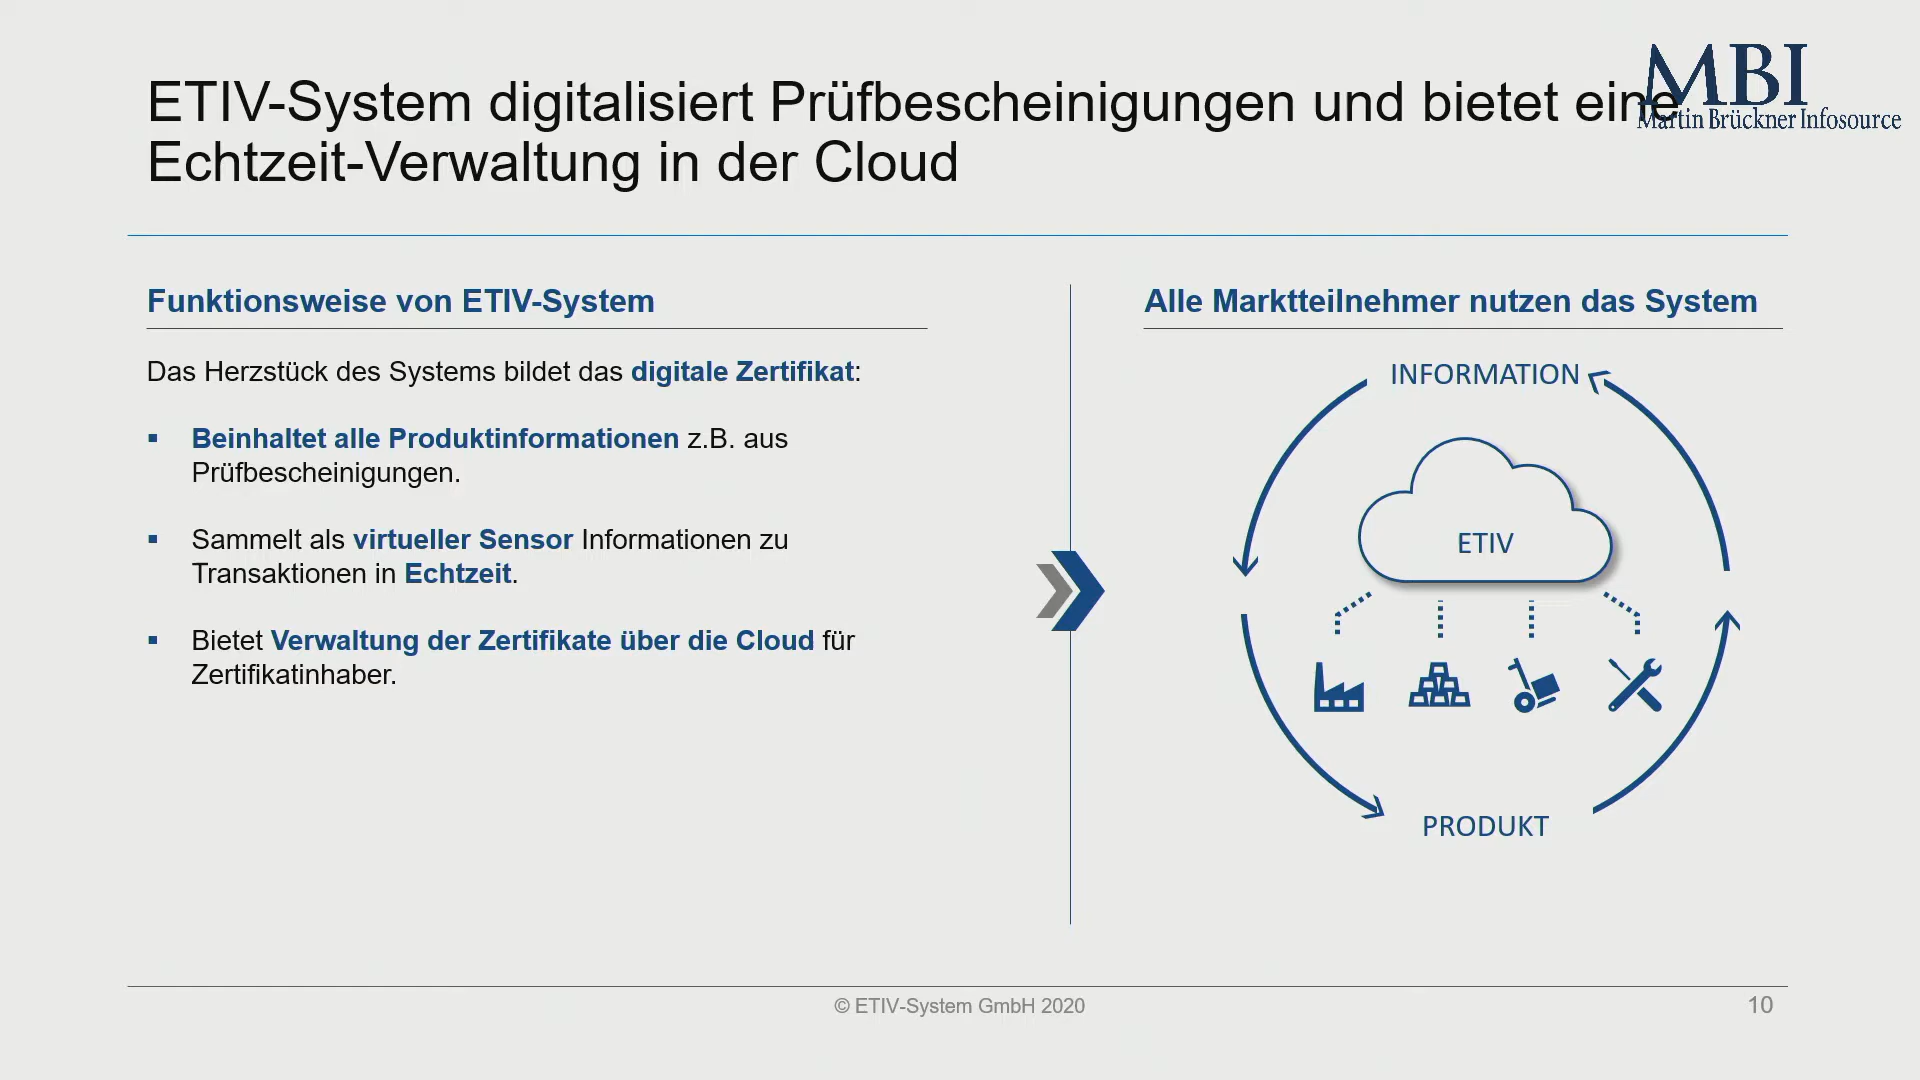 ETIV-System digitalisiert Prüfbescheinigungen und bietet eine
Echtzeit-Verwaltung in der Cloud
MBI
Martin Brückner Infosource
Funktionsweise von ETIV-System
Das Herzstück des Systems bildet das digitale Zertifikat:
▪ Beinhaltet alle Produktinformationen z.B. aus
Prüfbescheinigungen.
▪ Sammelt als virtueller Sensor Informationen zu
Transaktionen in Echtzeit.
▪ Bietet Verwaltung der Zertifikate über die Cloud für
Zertifikatinhaber.
Alle Marktteilnehmer nutzen das System
INFORMATION
ETIV
PRODUKT
© ETIV-System GmbH 2020
10